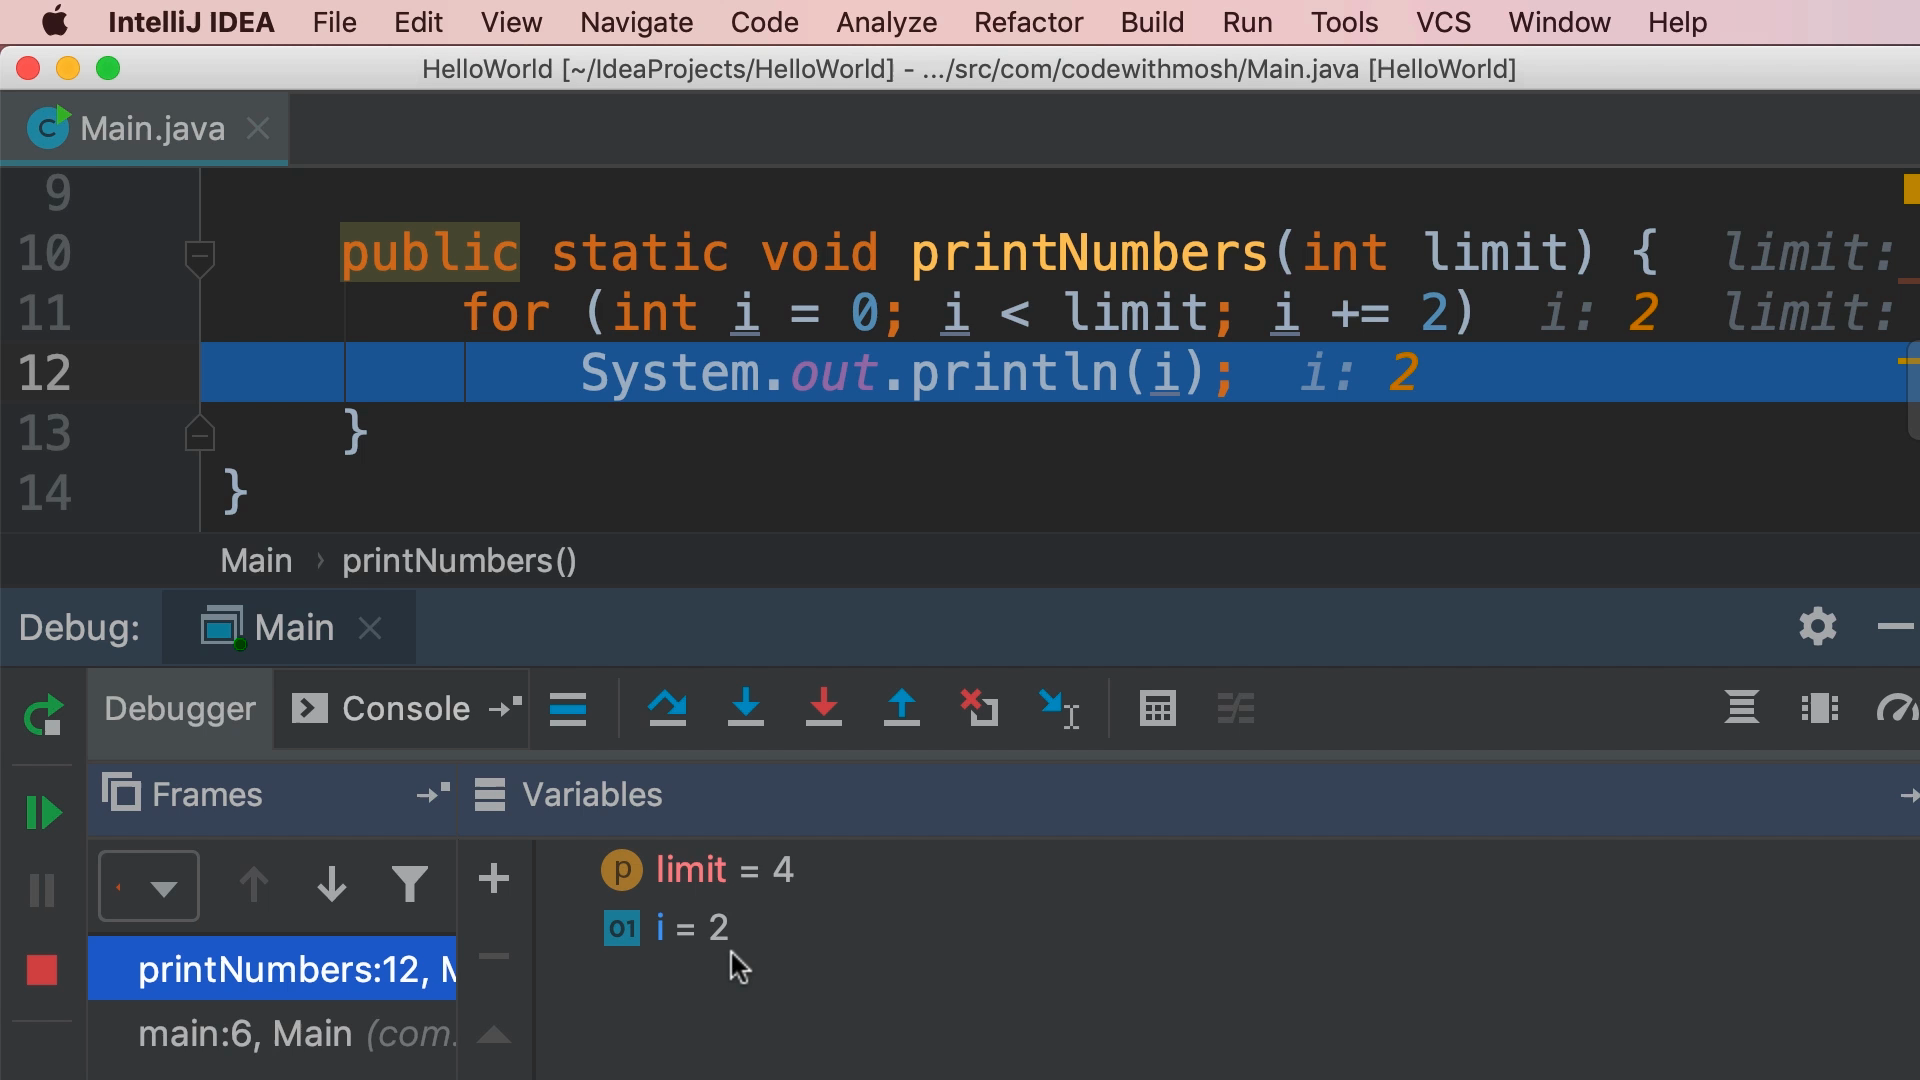 IntelliJ IDEA File Edit View Navigate Code Analyze Refactor Build Run Tools VCS Window Help
HelloWorld [~/IdeaProjects/HelloWorld] - .../src/com/codewithmosh/Main.java [HelloWorld]
C Main.java
9
10 public static void printNumbers(int limit) { limit:
11 for (int i = 0; i < limit; i += 2) i: 2 limit:
12 System.out.println(i); i: 2
13 }
14 }
Main › printNumbers()
Debug: Main
Debugger Console
Frames Variables
p limit = 4
01 i = 2
printNumbers:12, M
main:6, Main (com.